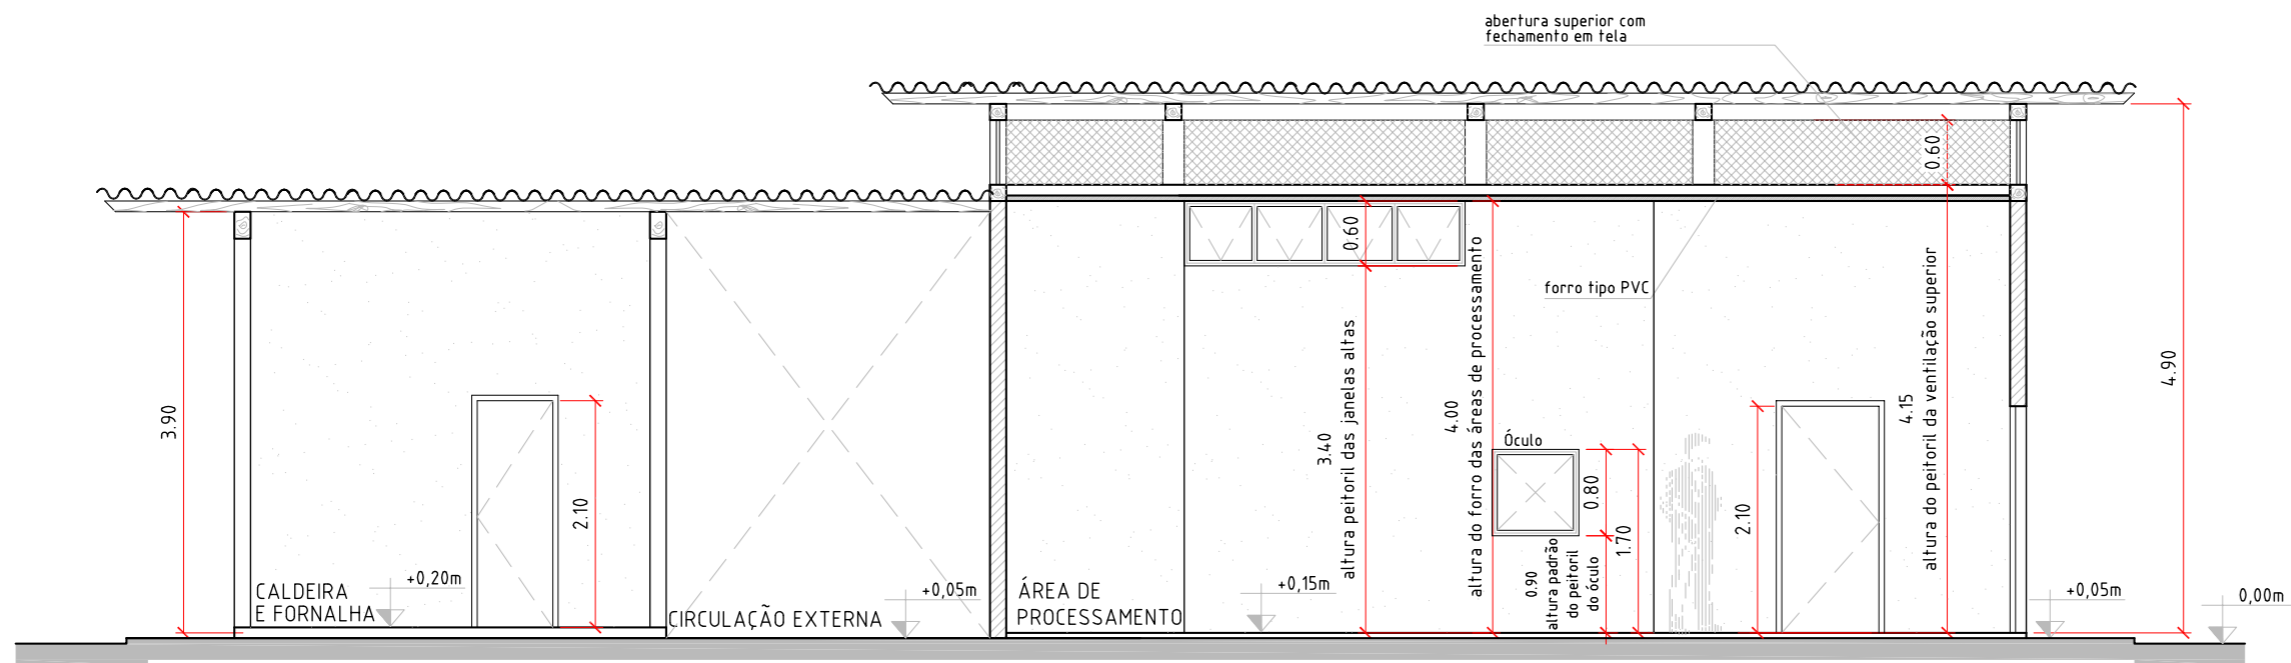 abertura superior com
fechamento em tela
0.60
4.90
3.90
2.10
CALDEIRA
E FORNALHA
+0,20m
CIRCULAÇÃO EXTERNA
+0,05m
ÁREA DE
PROCESSAMENTO
+0,15m
0.60
3.40
altura peitoril das janelas altas
4.00
altura do forro das áreas de processamento
forro tipo PVC
Óculo
0.80
1.70
0.90
altura padrão
do peitoril
do óculo
2.10
4.15
altura do peitoril da ventilação superior
+0,05m
0,00m